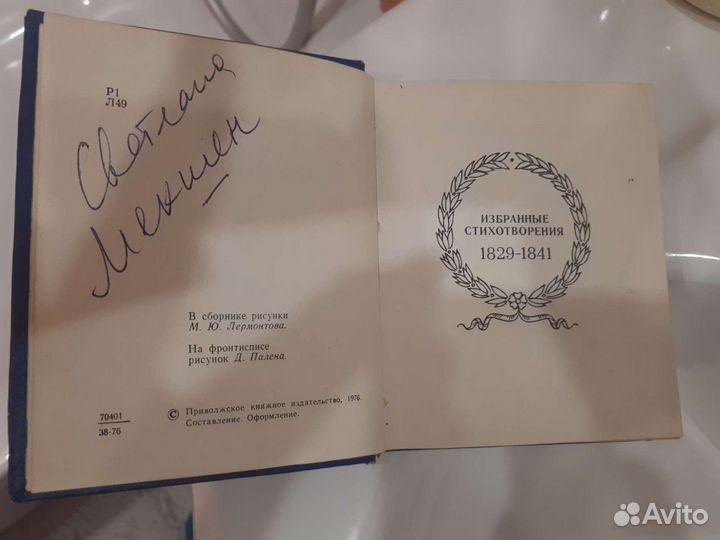 Р1
Л49
Светлана
В сборнике рисунки
М. Ю. Лермонтова.
На фронтисписе
рисунок Д. Палена.
70401
38-76
© Приволжское книжное издательство, 1976.
Составление. Оформление.
ИЗБРАННЫЕ
СТИХОТВОРЕНИЯ
1829-1841
Avito